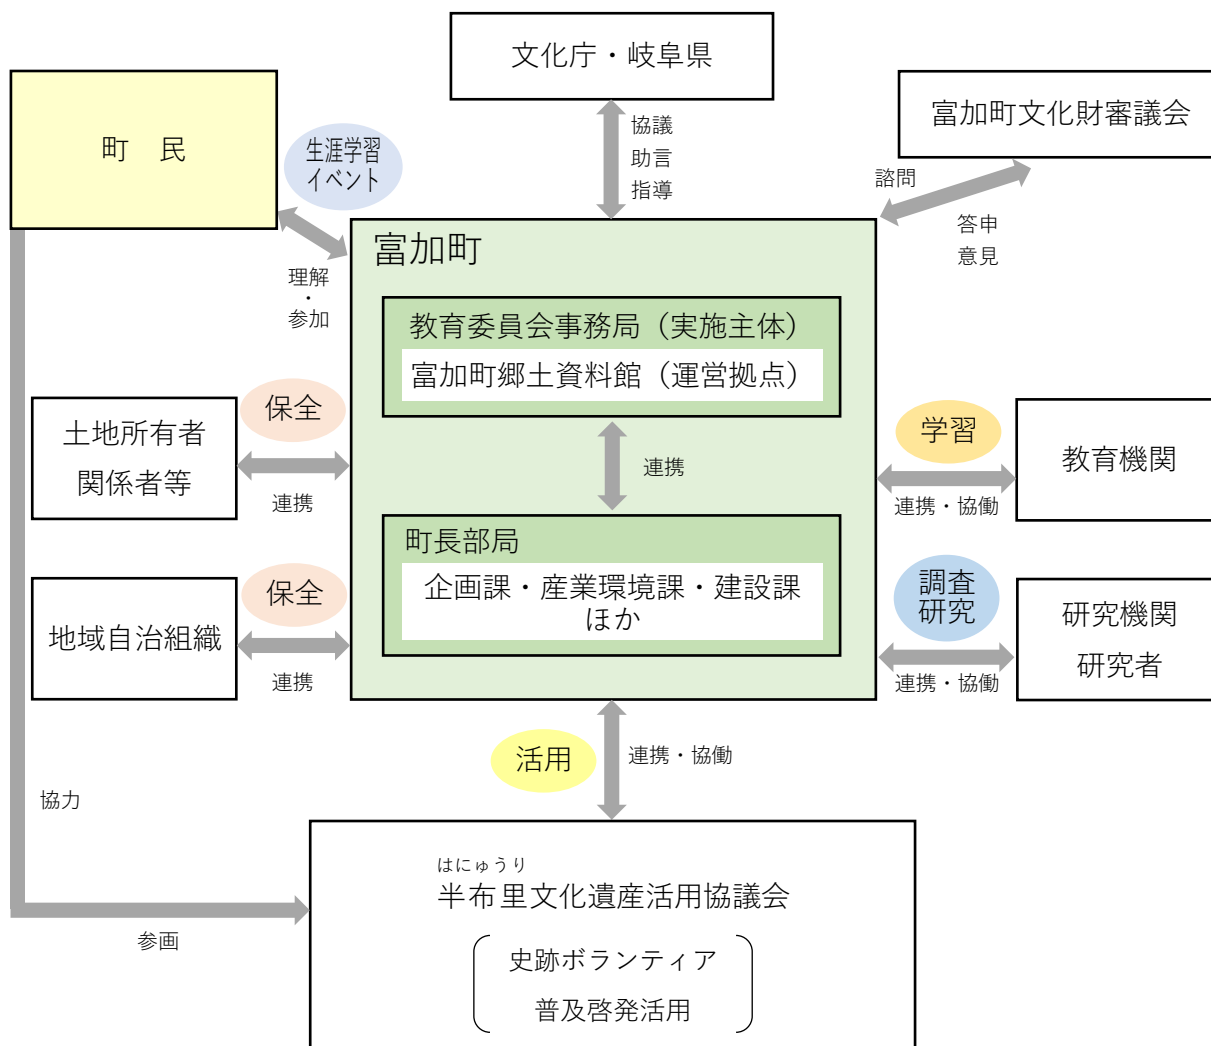 文化庁・岐阜県
協議
助言
指導
富加町文化財審議会
諮問
答申
意見
町　民
生涯学習
イベント
理解
・
参加
富加町
教育委員会事務局（実施主体）
富加町郷土資料館（運営拠点）
連携
町長部局
企画課・産業環境課・建設課
ほか
土地所有者
関係者等
保全
連携
地域自治組織
保全
連携
学習
連携・協働
教育機関
調査
研究
連携・協働
研究機関
研究者
活用
連携・協働
協力
参画
はにゅうり
半布里文化遺産活用協議会
史跡ボランティア
普及啓発活用